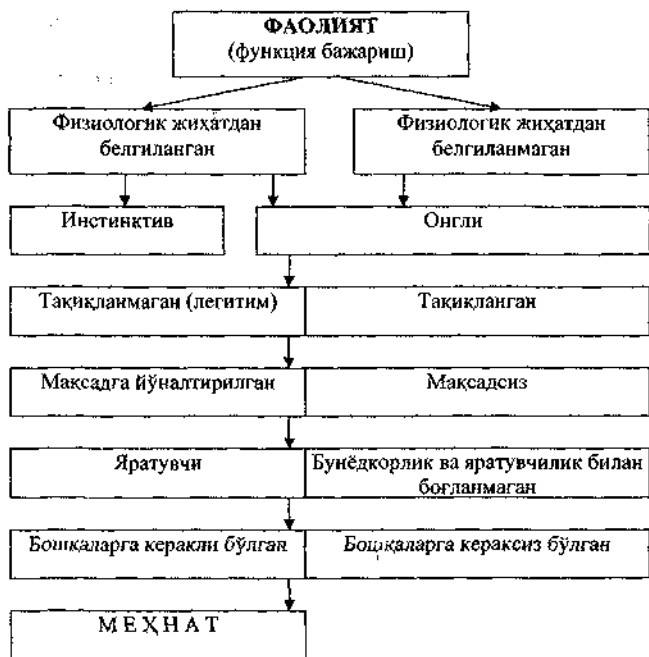 ФАОЛИЯТ
(функция бажариш)
Физиологик жиҳатдан
белгиланган
Физиологик жиҳатдан
белгиланмаган
Инстинктив
Онгли
Тақиқланмаган (легитим)
Тақиқланган
Мақсадга йўналтирилган
Мақсадсиз
Яратувчи
Бунёдкорлик ва яратувчилик билан
боғланмаган
Бошқаларга керакли бўлган
Бошқаларга кераксиз бўлган
М Е Ҳ Н А Т